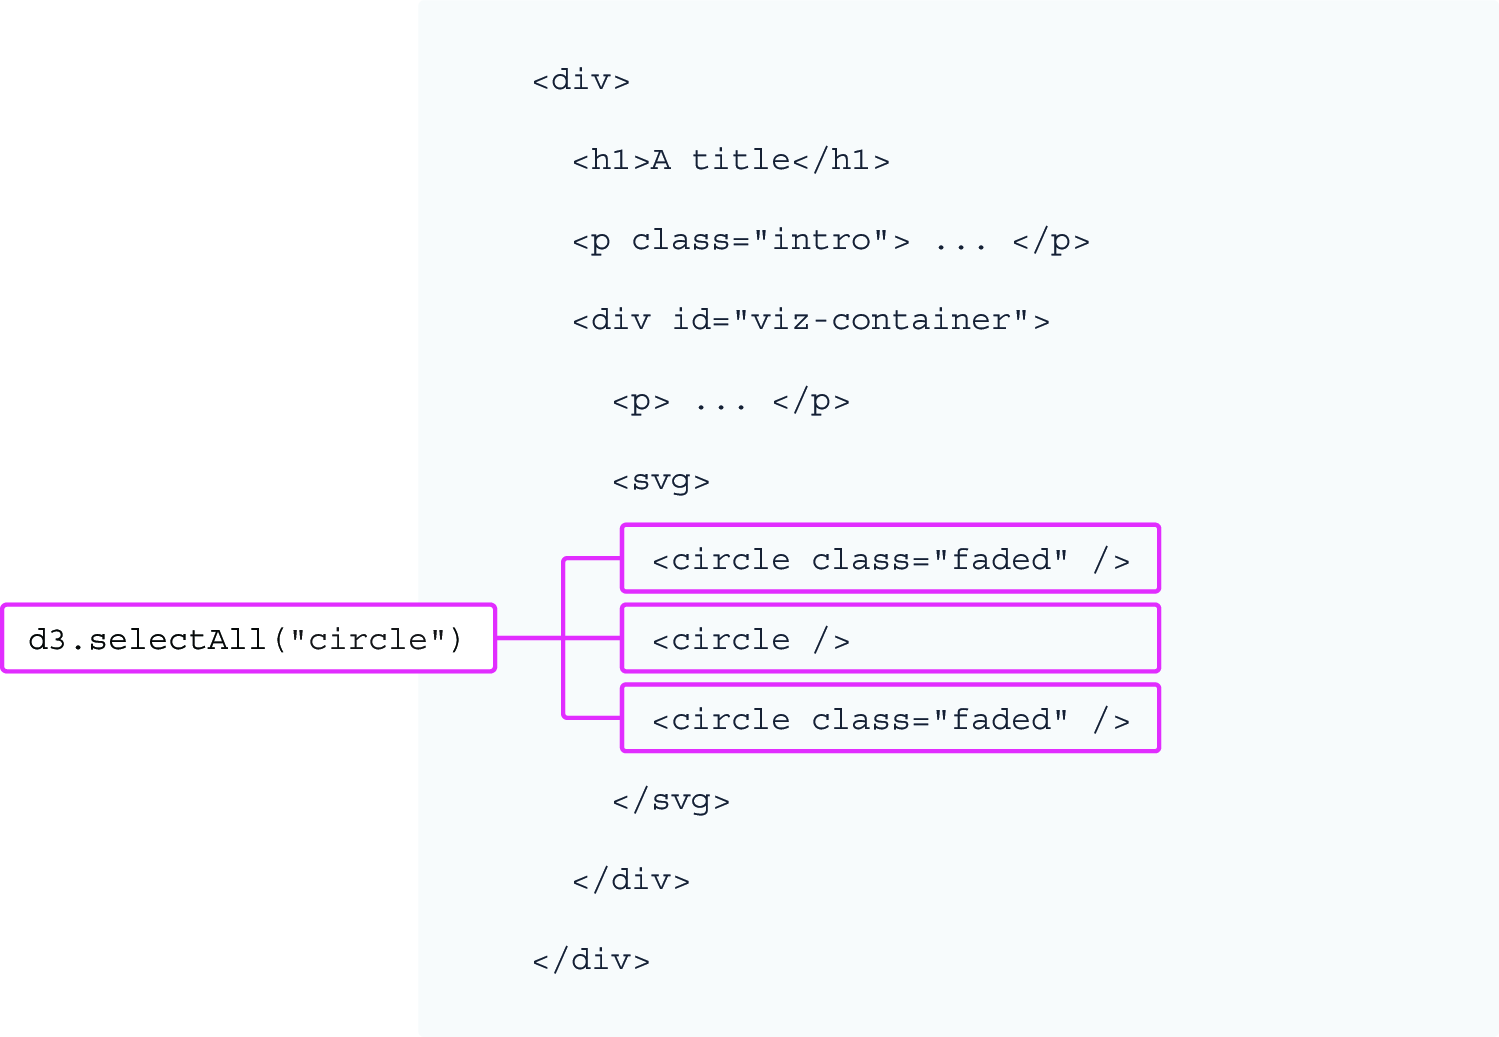 <div>
<h1>A title</h1>
<p class="intro"> ... </p>
<div id="viz-container">
<p> ... </p>
<svg>
<circle class="faded" />
d3.selectAll("circle")
<circle />
<circle class="faded" />
</svg>
</div>
</div>